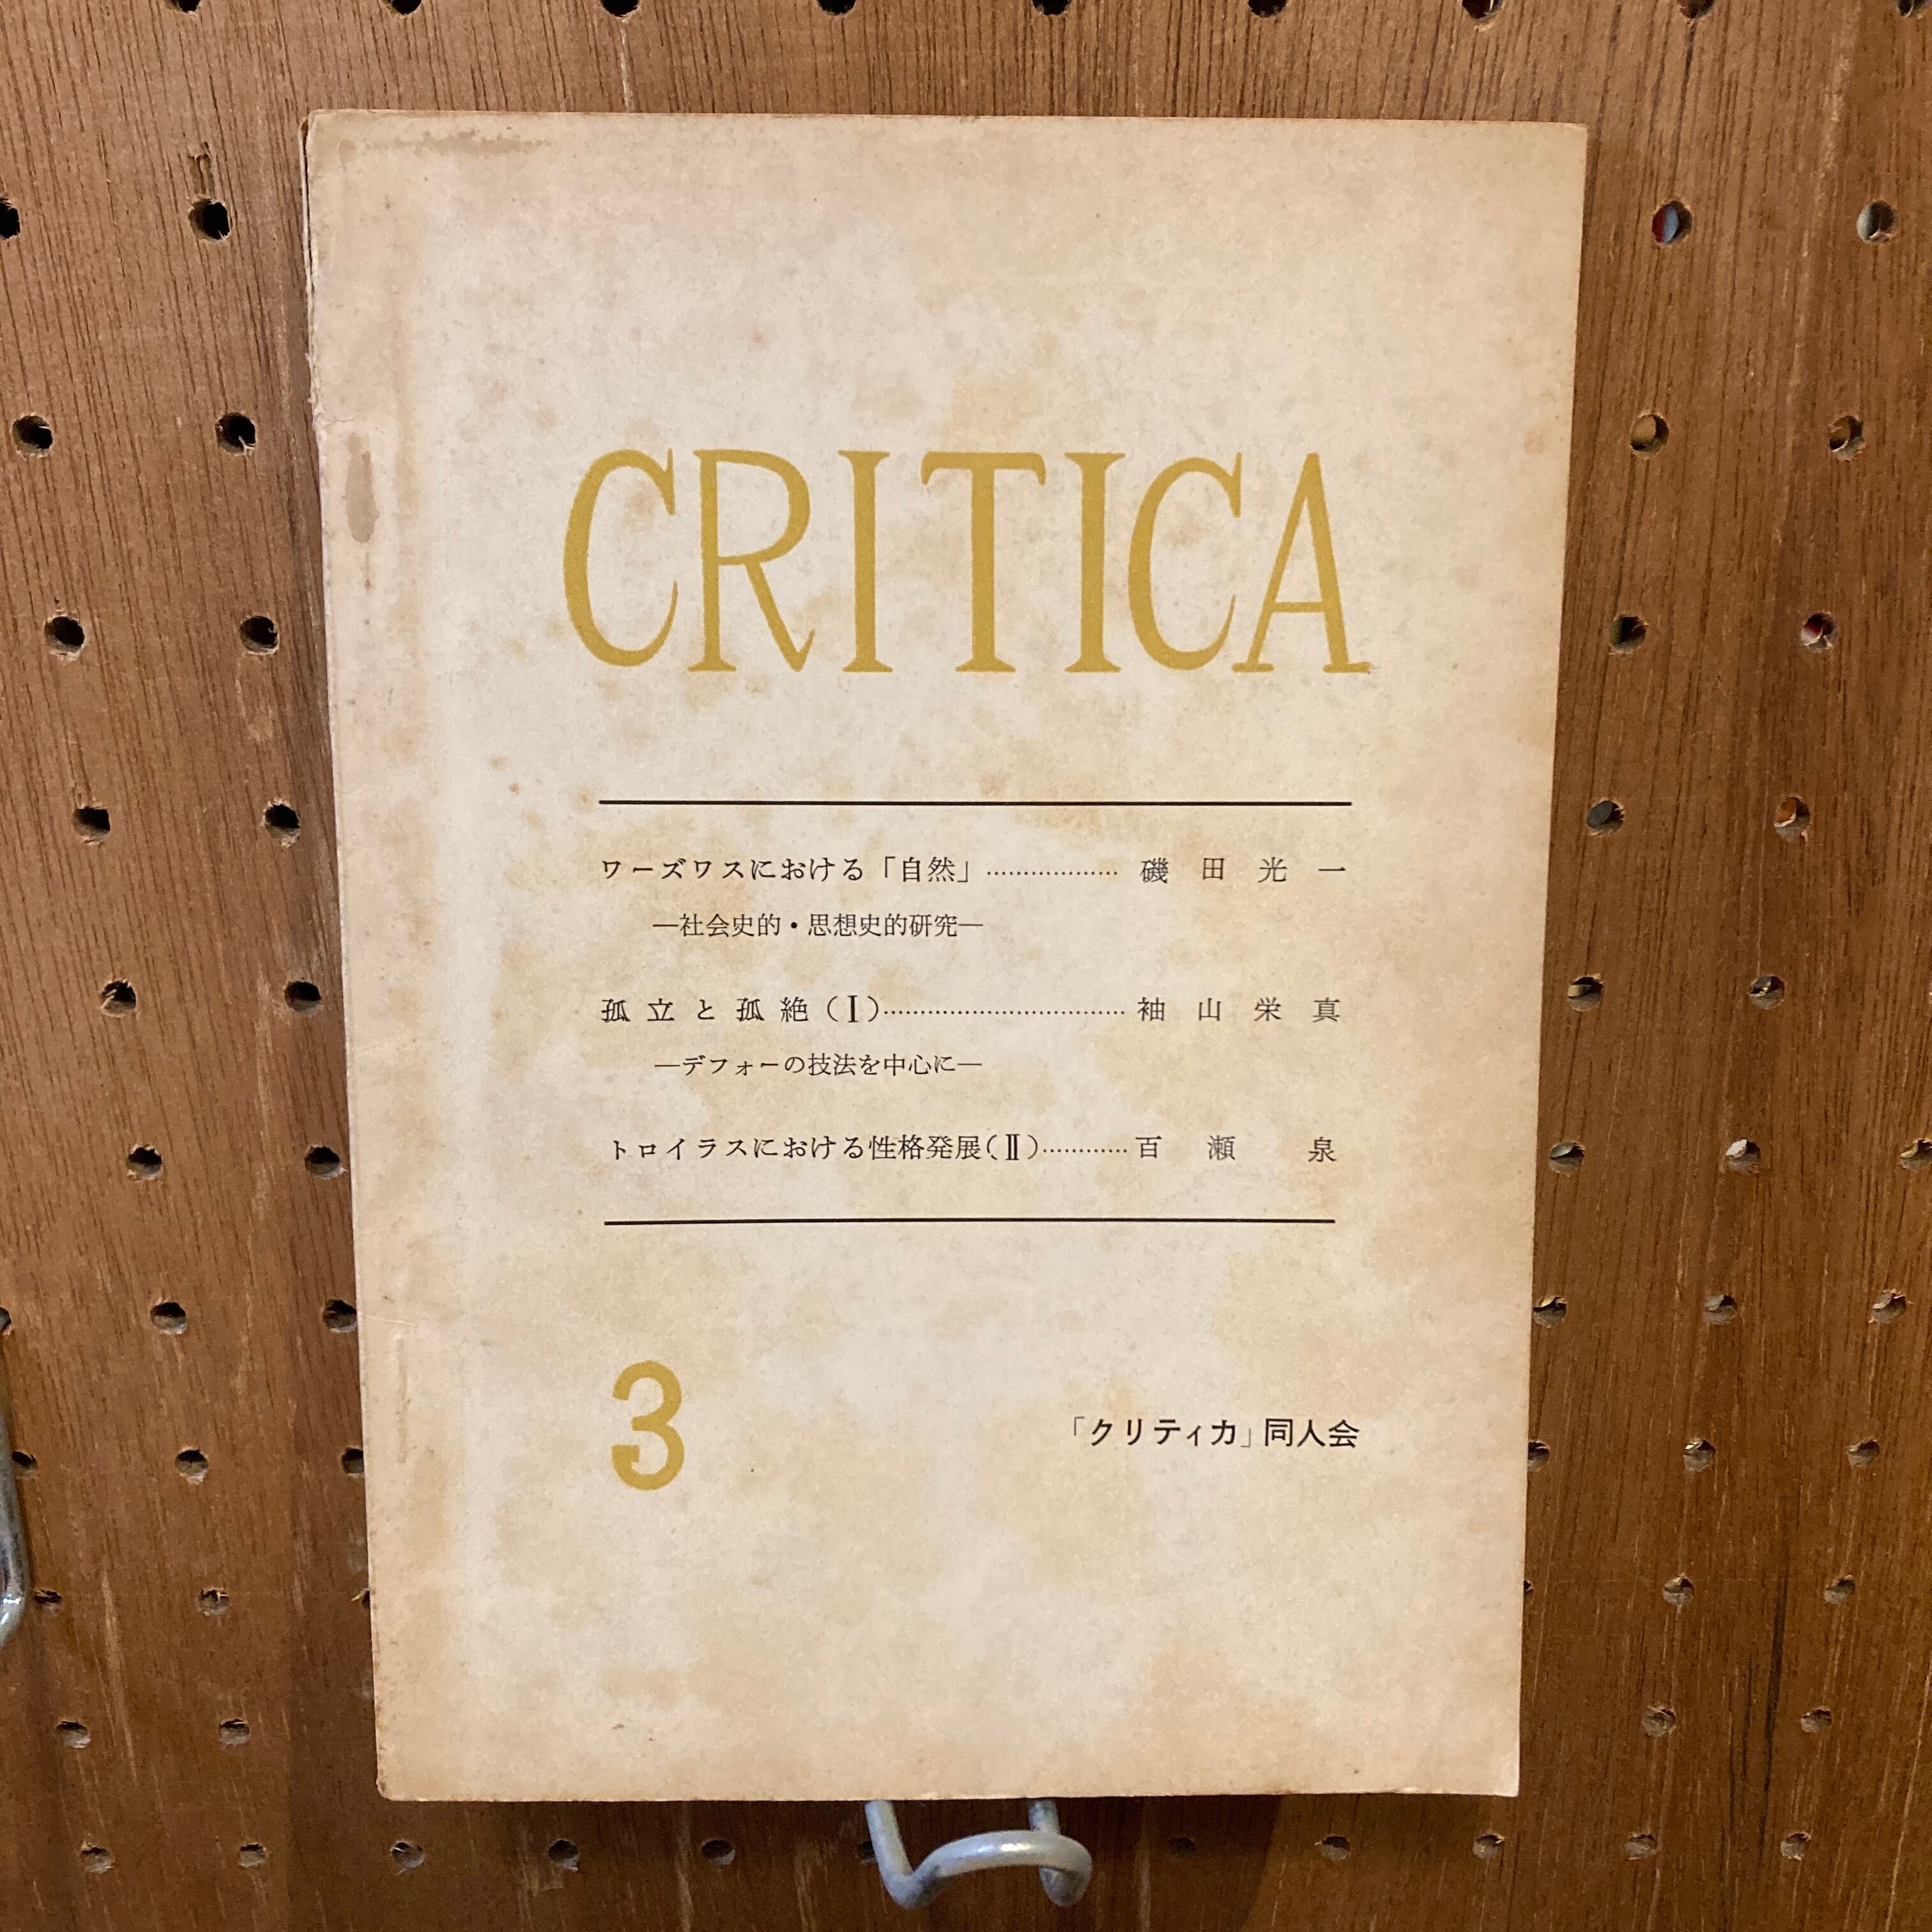 CRITICA
ワーズワスにおける「自然」………………磯田光一
―社会史的・思想史的研究―
孤立と孤絶(Ⅰ)……………………………袖山栄真
―デフォーの技法を中心に―
トロイラスにおける性格発展(Ⅱ)…………百瀬泉
3
「クリティカ」同人会